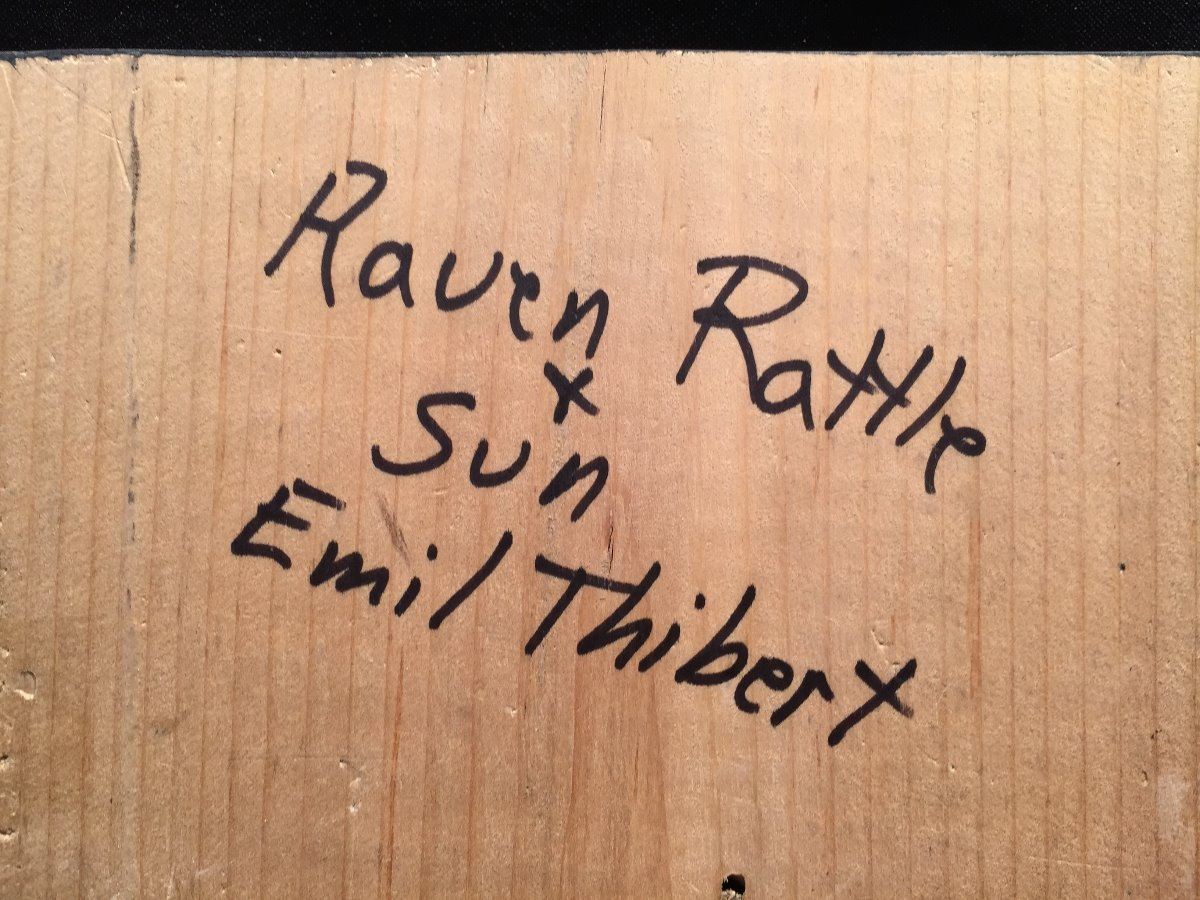 Raven Rattle
+
Sun
Emil Thibert